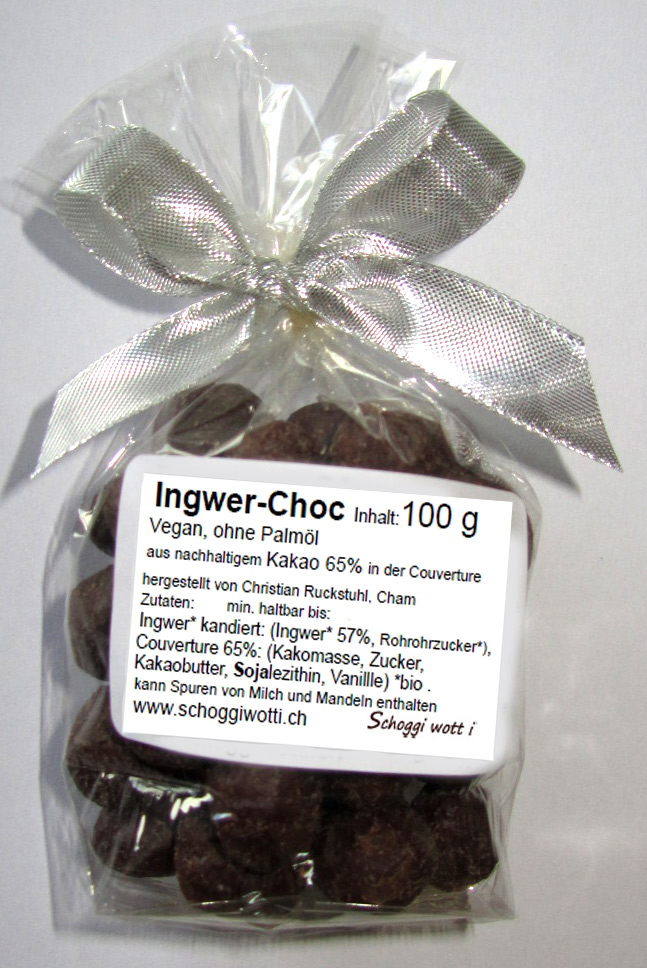 Ingwer-Choc Inhalt: 100 g
Vegan, ohne Palmöl
aus nachhaltigem Kakao 65% in der Couverture
hergestellt von Christian Ruckstuhl, Cham
Zutaten: min. haltbar bis:
Ingwer* kandiert: (Ingwer* 57%, Rohrohrzucker*),
Couverture 65%: (Kakomasse, Zucker,
Kakaobutter, Sojalezithin, Vanillle) *bio .
kann Spuren von Milch und Mandeln enthalten
www.schoggiwotti.ch Schoggi wott i